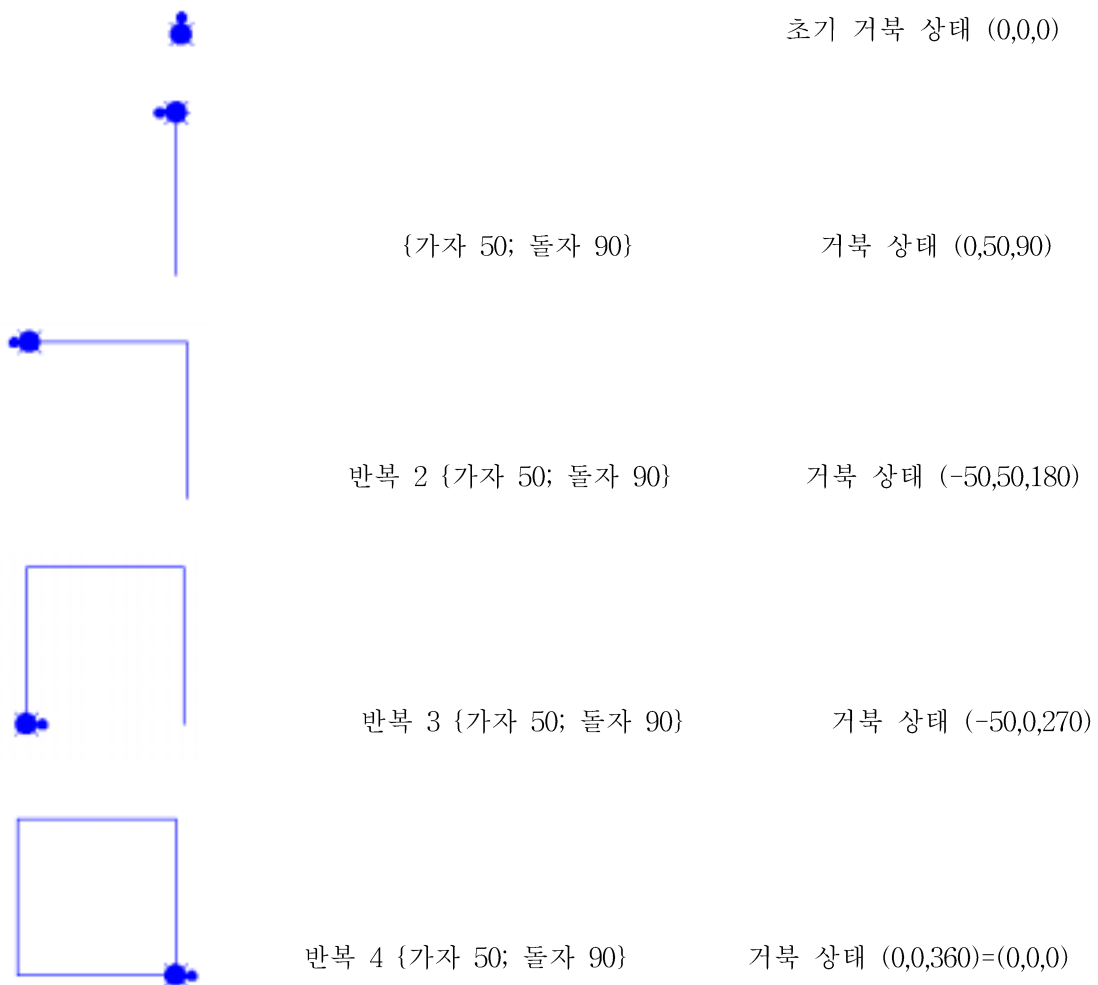 초기 거북 상태 (0,0,0)
{가자 50; 돌자 90} 거북 상태 (0,50,90)
반복 2 {가자 50; 돌자 90} 거북 상태 (-50,50,180)
반복 3 {가자 50; 돌자 90} 거북 상태 (-50,0,270)
반복 4 {가자 50; 돌자 90} 거북 상태 (0,0,360)=(0,0,0)